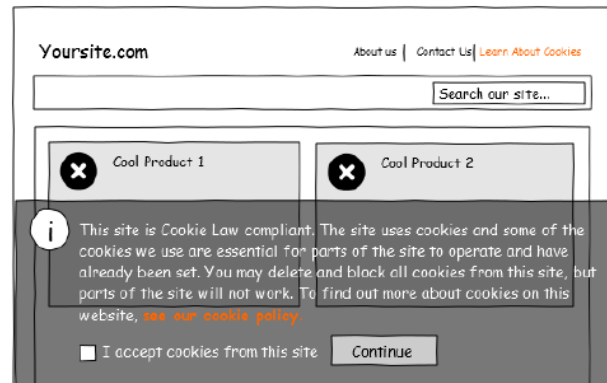 Yoursite.com
About us | Contact Us| Learn About Cookies
Search our site...
Cool Product 1
Cool Product 2
i
This site is Cookie Law compliant. The site uses cookies and some of the
cookies we use are essential for parts of the site to operate and have
already been set. You may delete and block all cookies from this site, but
parts of the site will not work. To find out more about cookies on this
website, see our cookie policy.
I accept cookies from this site
Continue